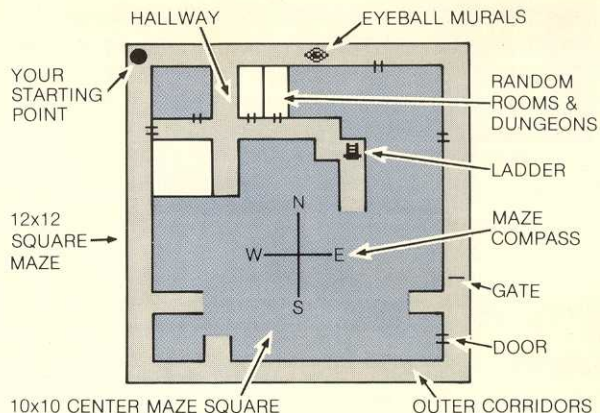 HALLWAY
EYEBALL MURALS
YOUR
STARTING
POINT
RANDOM
ROOMS &
DUNGEONS
LADDER
N
W
E
S
12x12
SQUARE
MAZE
MAZE
COMPASS
GATE
DOOR
10x10 CENTER MAZE SQUARE
OUTER CORRIDORS